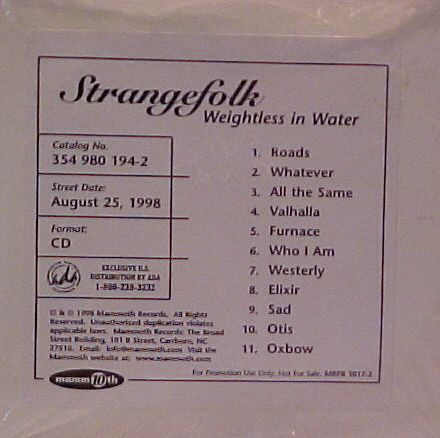 Strangefolk
Weightless in Water
Catalog No.
354 980 194-2
Street Date:
August 25, 1998
Format:
CD
ada
EXCLUSIVE U.S.
DISTRIBUTION BY ADA
1-800-239-3232
1. Roads
2. Whatever
3. All the Same
4. Valhalla
5. Furnace
6. Who I Am
7. Westerly
8. Elixir
9. Sad
10. Otis
11. Oxbow
℗ & © 1998 Mammoth Records. All Rights
Reserved. Unauthorized duplication violates
applicable laws. Mammoth Records. The Broad
Street Building, 101 B Street, Carrboro, NC
27510. Email: info@mammoth.com Visit the
Mammoth website at: www.mammoth.com
mamm10th
For Promotion Use Only. Not For Sale.